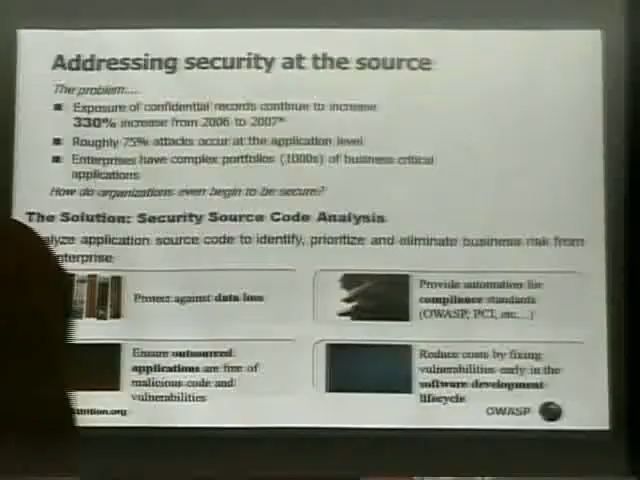 Addressing security at the source
The problem....
Exposure of confidential records continue to increase
330% increase from 2006 to 2007*
Roughly 75% attacks occur at the application level
Enterprises have complex portfolios (1000s) of business critical
applications
How do organizations even begin to be secure?
The Solution: Security Source Code Analysis
alyze application source code to identify, prioritize and eliminate business risk from
nterprise
Protect against data loss
Provide automation for
compliance standards
(OWASP, PCI, etc...)
Ensure outsourced
applications are free of
malicious code and
vulnerabilities
Reduce costs by fixing
vulnerabilities early in the
software development
lifecycle
OWASP